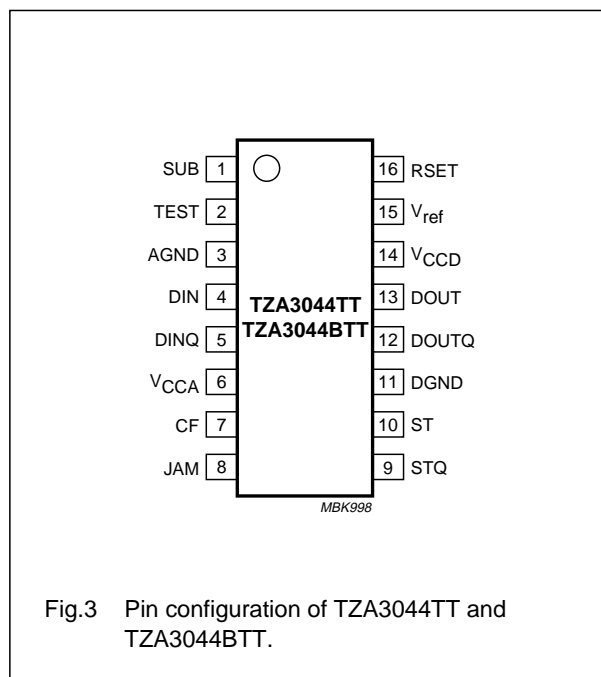 SUB 1 16 RSET
TEST 2 15 Vref
AGND 3 14 VCCD
DIN 4 13 DOUT
TZA3044TT
TZA3044BTT
DINQ 5 12 DOUTQ
VCCA 6 11 DGND
CF 7 10 ST
JAM 8 9 STQ
MBK998
Fig.3 Pin configuration of TZA3044TT and
TZA3044BTT.